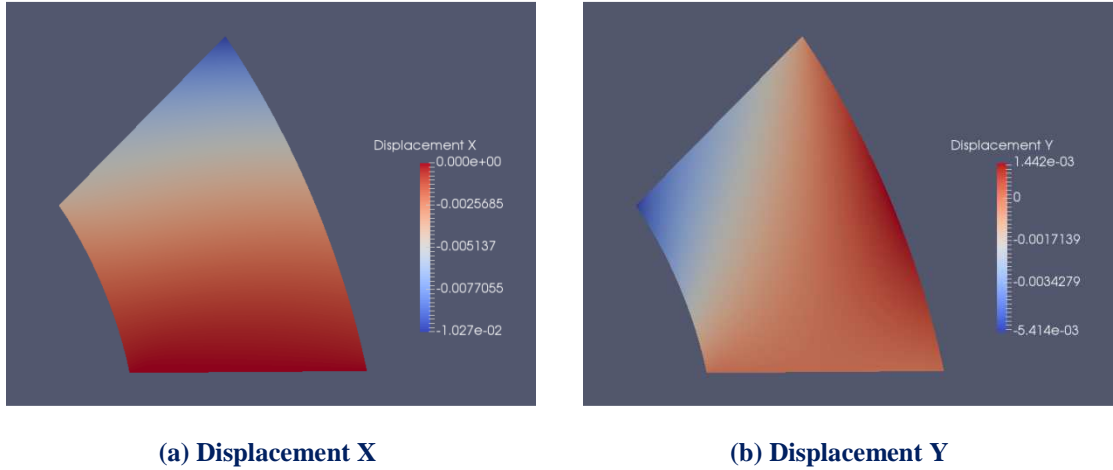 Displacement X
0.000e+00
-0.0025685
-0.005137
-0.0077055
-1.027e-02
Displacement Y
1.442e-03
0
-0.0017139
-0.0034279
-5.414e-03
(a) Displacement X
(b) Displacement Y